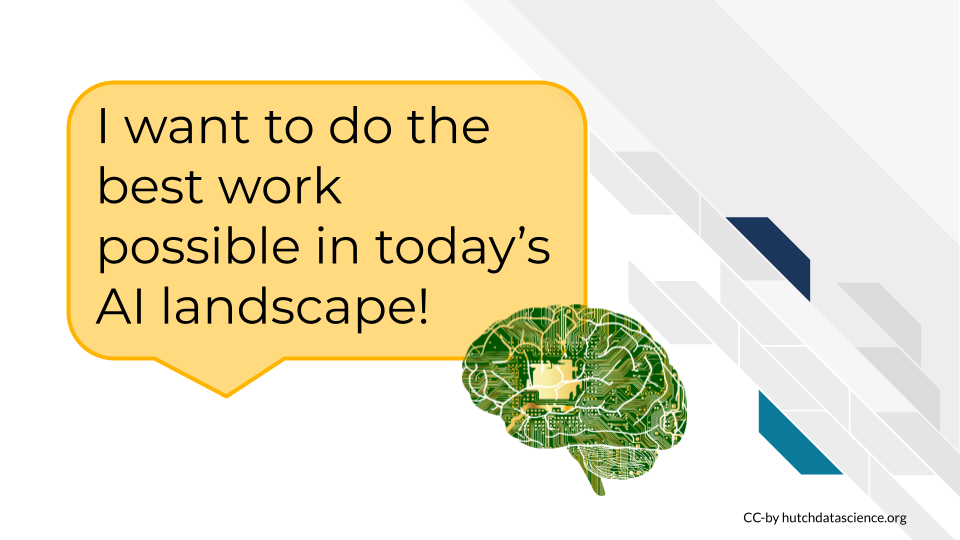 I want to do the
best work
possible in today’s
AI landscape!
CC-by hutchdatascience.org